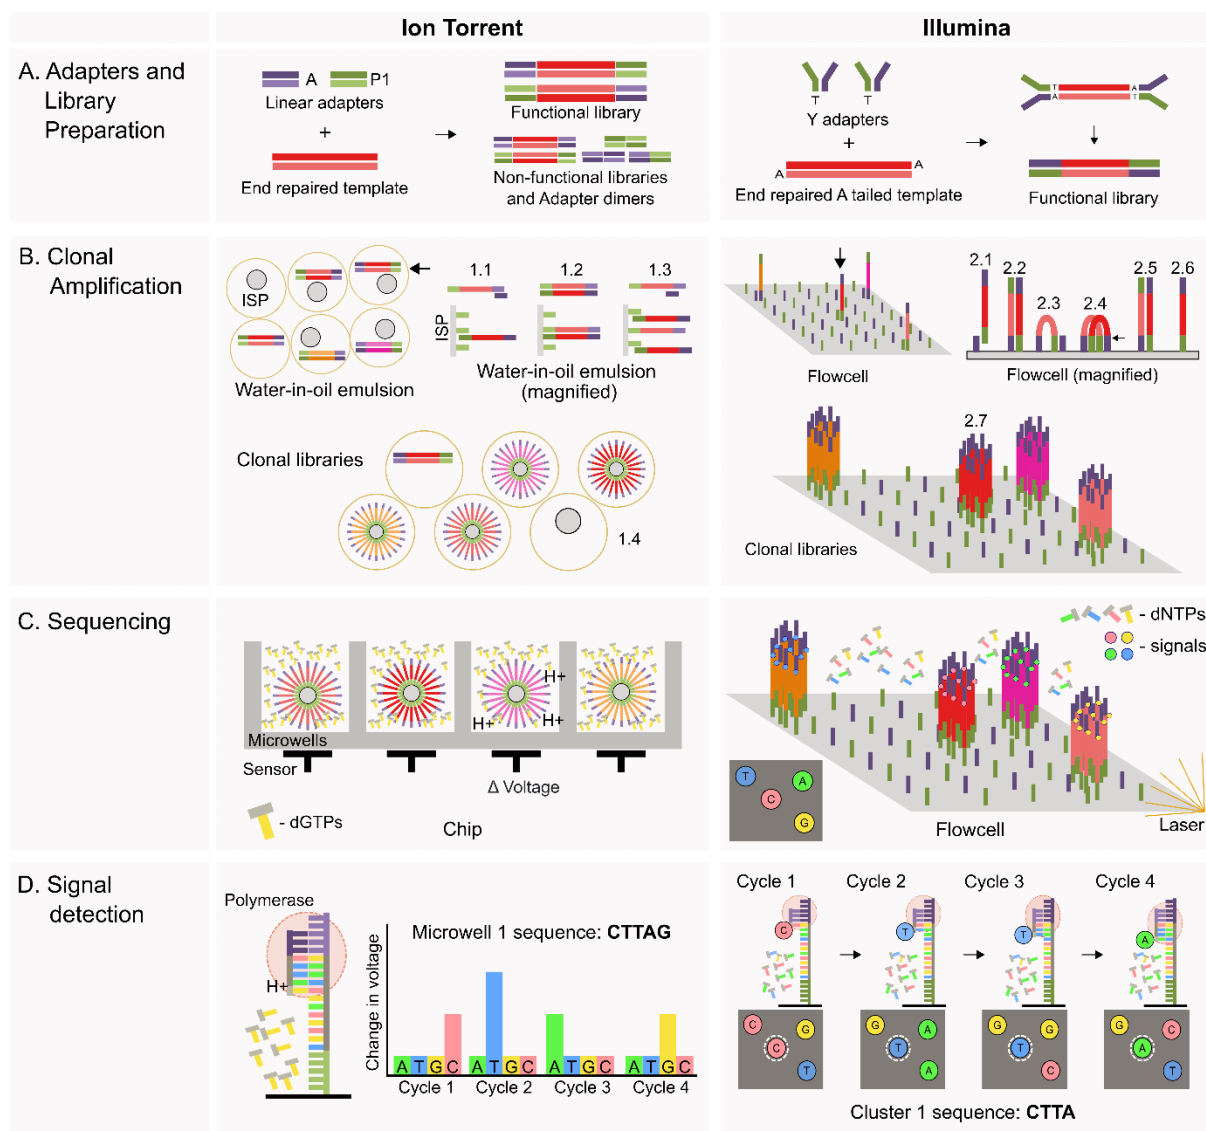 Ion Torrent
Illumina
A. Adapters and
Library
Preparation
A
P1
Linear adapters
+
End repaired template
Functional library
Non-functional libraries
and Adapter dimers
T T
Y adapters
+
A
A
End repaired A tailed template
T A
A T
Functional library
B. Clonal
Amplification
ISP
Water-in-oil emulsion
1.1 1.2 1.3
ISP
Water-in-oil emulsion
(magnified)
Clonal libraries
1.4
Flowcell
2.1 2.2 2.3 2.4 2.5 2.6
Flowcell (magnified)
2.7
Clonal libraries
C. Sequencing
H+
H+ H+
Microwells
Sensor
Δ Voltage
- dGTPs
Chip
- dNTPs
- signals
T A
C
G
Flowcell
Laser
D. Signal
detection
Polymerase
H+
Change in voltage
Microwell 1 sequence: CTTAG
A T G C A T G C A T G C A T G C
Cycle 1 Cycle 2 Cycle 3 Cycle 4
Cycle 1 Cycle 2 Cycle 3 Cycle 4
C T T A
C G G A G G G C
C T T A
T A C T
Cluster 1 sequence: CTTA